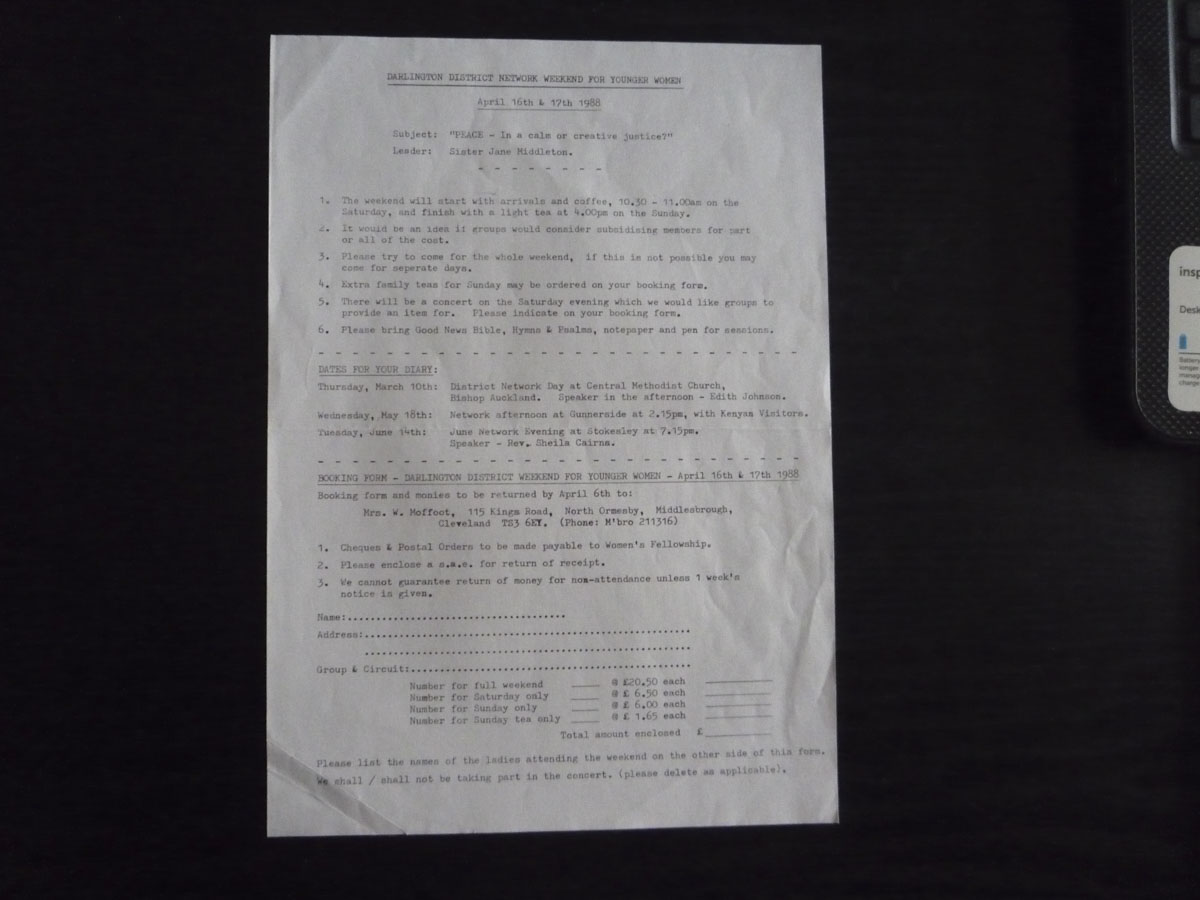 DARLINGTON DISTRICT NETWORK WEEKEND FOR YOUNGER WOMEN
April 16th & 17th 1988
Subject: "PEACE - In a calm or creative justice?"
Leader: Sister Jane Middleton.
- - - - - - - -
1. The weekend will start with arrivals and coffee, 10.30 - 11.00am on the
Saturday, and finish with a light tea at 4.00pm on the Sunday.
2. It would be an idea if groups would consider subsidising members for part
or all of the cost.
3. Please try to come for the whole weekend, if this is not possible you may
come for seperate days.
4. Extra family teas for Sunday may be ordered on your booking form.
5. There will be a concert on the Saturday evening which we would like groups to
provide an item for. Please indicate on your booking form.
6. Please bring Good News Bible, Hymns & Psalms, notepaper and pen for sessions.
DATES FOR YOUR DIARY:
Thursday, March 10th: District Network Day at Central Methodist Church,
Bishop Auckland. Speaker in the afternoon - Edith Johnson.
Wednesday, May 18th: Network afternoon at Gunnerside at 2.15pm, with Kenyan Visitors.
Tuesday, June 14th: June Network Evening at Stokesley at 7.15pm.
Speaker - Rev. Sheila Cairns.
BOOKING FORM - DARLINGTON DISTRICT WEEKEND FOR YOUNGER WOMEN - April 16th & 17th 1988
Booking form and monies to be returned by April 6th to:
Mrs. W. Moffoot, 115 Kings Road, North Ormesby, Middlesbrough,
Cleveland TS3 6EY. (Phone: M'bro 211316)
1. Cheques & Postal Orders to be made payable to Women's Fellowship.
2. Please enclose a s.a.e. for return of receipt.
3. We cannot guarantee return of money for non-attendance unless 1 week's
notice is given.
Name:
Address:
Group & Circuit:
Number for full weekend ____ @ £20.50 each
Number for Saturday only ____ @ £ 6.50 each
Number for Sunday only ____ @ £ 6.00 each
Number for Sunday tea only ____ @ £ 1.65 each
Total amount enclosed £
Please list the names of the ladies attending the weekend on the other side of this form.
We shall / shall not be taking part in the concert. (please delete as applicable).
insp
Desk